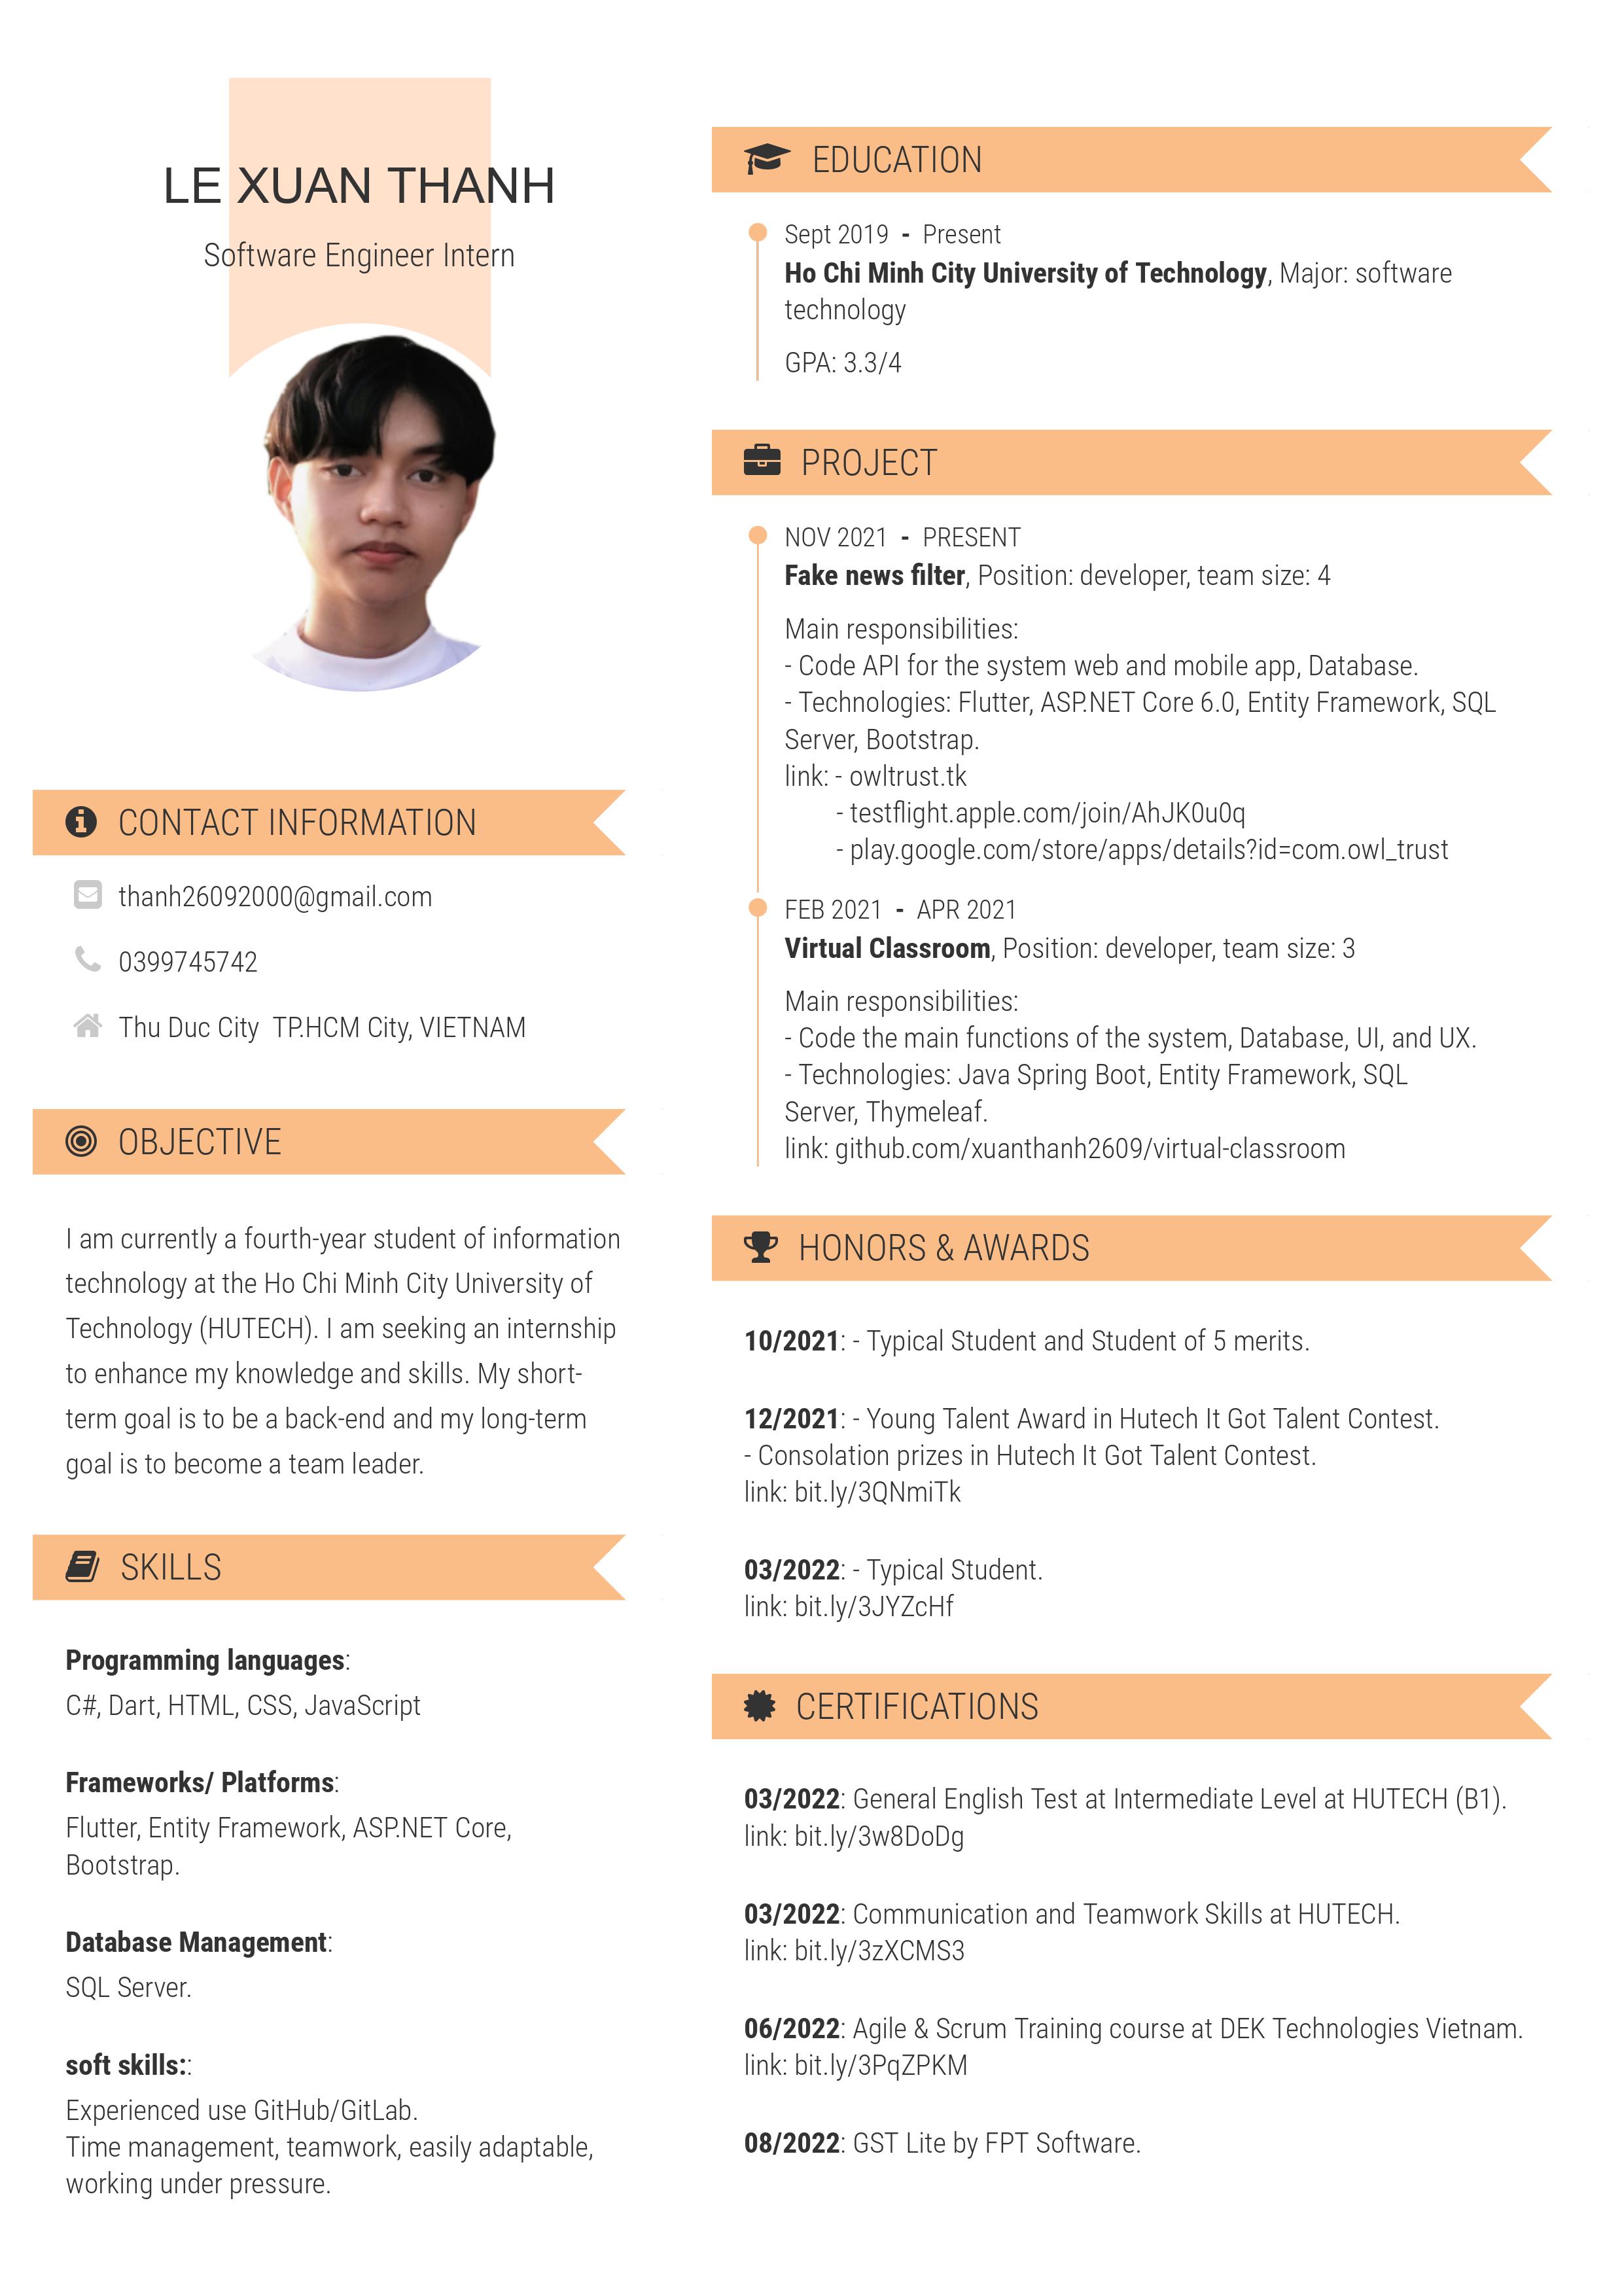 LE XUAN THANH
Software Engineer Intern
CONTACT INFORMATION
thanh26092000@gmail.com
0399745742
Thu Duc City  TP.HCM City, VIETNAM
OBJECTIVE
I am currently a fourth-year student of information
technology at the Ho Chi Minh City University of
Technology (HUTECH). I am seeking an internship
to enhance my knowledge and skills. My short-
term goal is to be a back-end and my long-term
goal is to become a team leader.
SKILLS
Programming languages:
C#, Dart, HTML, CSS, JavaScript
Frameworks/ Platforms:
Flutter, Entity Framework, ASP.NET Core,
Bootstrap.
Database Management:
SQL Server.
soft skills::
Experienced use GitHub/GitLab.
Time management, teamwork, easily adaptable,
working under pressure.
EDUCATION
Sept 2019 - Present
Ho Chi Minh City University of Technology, Major: software
technology
GPA: 3.3/4
PROJECT
NOV 2021 - PRESENT
Fake news filter, Position: developer, team size: 4
Main responsibilities:
- Code API for the system web and mobile app, Database.
- Technologies: Flutter, ASP.NET Core 6.0, Entity Framework, SQL
Server, Bootstrap.
link: - owltrust.tk
- testflight.apple.com/join/AhJK0u0q
- play.google.com/store/apps/details?id=com.owl_trust
FEB 2021 - APR 2021
Virtual Classroom, Position: developer, team size: 3
Main responsibilities:
- Code the main functions of the system, Database, UI, and UX.
- Technologies: Java Spring Boot, Entity Framework, SQL
Server, Thymeleaf.
link: github.com/xuanthanh2609/virtual-classroom
HONORS & AWARDS
10/2021: - Typical Student and Student of 5 merits.
12/2021: - Young Talent Award in Hutech It Got Talent Contest.
- Consolation prizes in Hutech It Got Talent Contest.
link: bit.ly/3QNmiTk
03/2022: - Typical Student.
link: bit.ly/3JYZcHf
CERTIFICATIONS
03/2022: General English Test at Intermediate Level at HUTECH (B1).
link: bit.ly/3w8DoDg
03/2022: Communication and Teamwork Skills at HUTECH.
link: bit.ly/3zXCMS3
06/2022: Agile & Scrum Training course at DEK Technologies Vietnam.
link: bit.ly/3PqZPKM
08/2022: GST Lite by FPT Software.